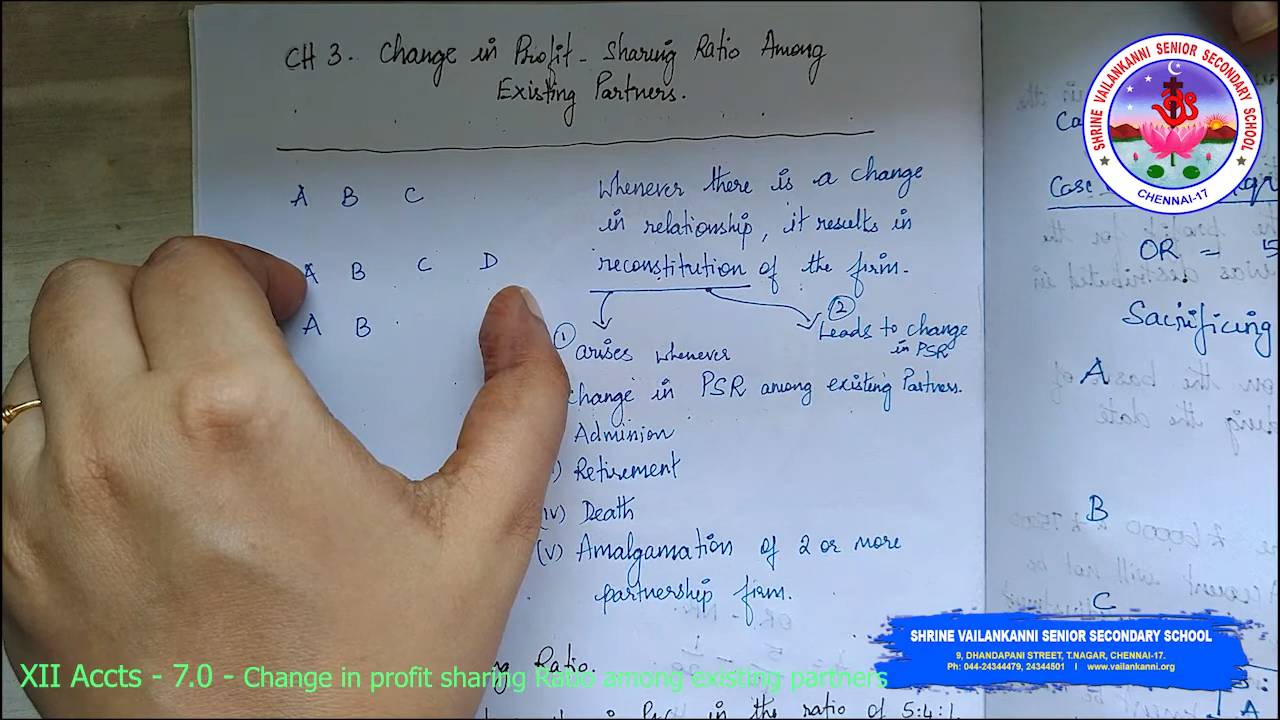 CH 3. Change in Profit - Sharing Ratio Among
Existing Partners.
A B C
A B C D
A B
Whenever there is a change
in relationship, it results in
reconstitution of the firm.
① arises whenever
② Leads to change
in PSR
change in PSR among existing Partners.
Admission
Retirement
(iv) Death
(v) Amalgamation of 2 or more
partnership firm.
Ratio.
in the ratio of 5:4:1.
Case
OR = 5
Sacrificing
A
B
C
A
SHRINE VAILANKANNI SENIOR SECONDARY SCHOOL
CHENNAI-17
SHRINE VAILANKANNI SENIOR SECONDARY SCHOOL
9, DHANDAPANI STREET, T.NAGAR, CHENNAI-17.
Ph: 044-24344479, 24344501 I www.vailankanni.org
XII Accts - 7.0 - Change in profit sharing Ratio among existing partners